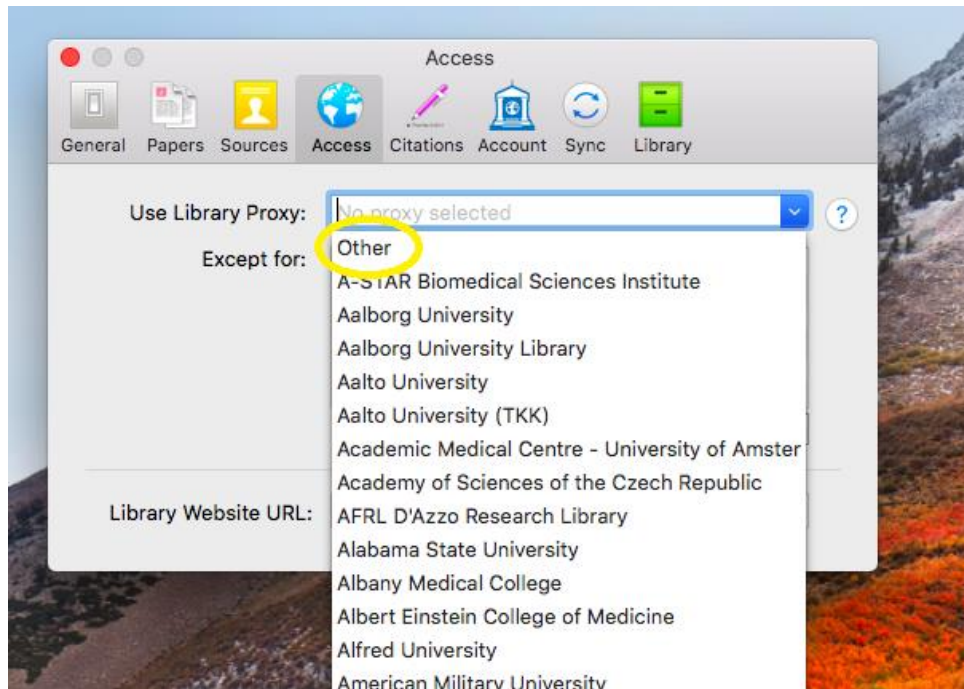 Access
General Papers Sources Access Citations Account Sync Library
Use Library Proxy: No proxy selected ?
Except for: Other
A-STAR Biomedical Sciences Institute
Aalborg University
Aalborg University Library
Aalto University
Aalto University (TKK)
Academic Medical Centre - University of Amster
Academy of Sciences of the Czech Republic
Library Website URL: AFRL D'Azzo Research Library
Alabama State University
Albany Medical College
Albert Einstein College of Medicine
Alfred University
American Military University